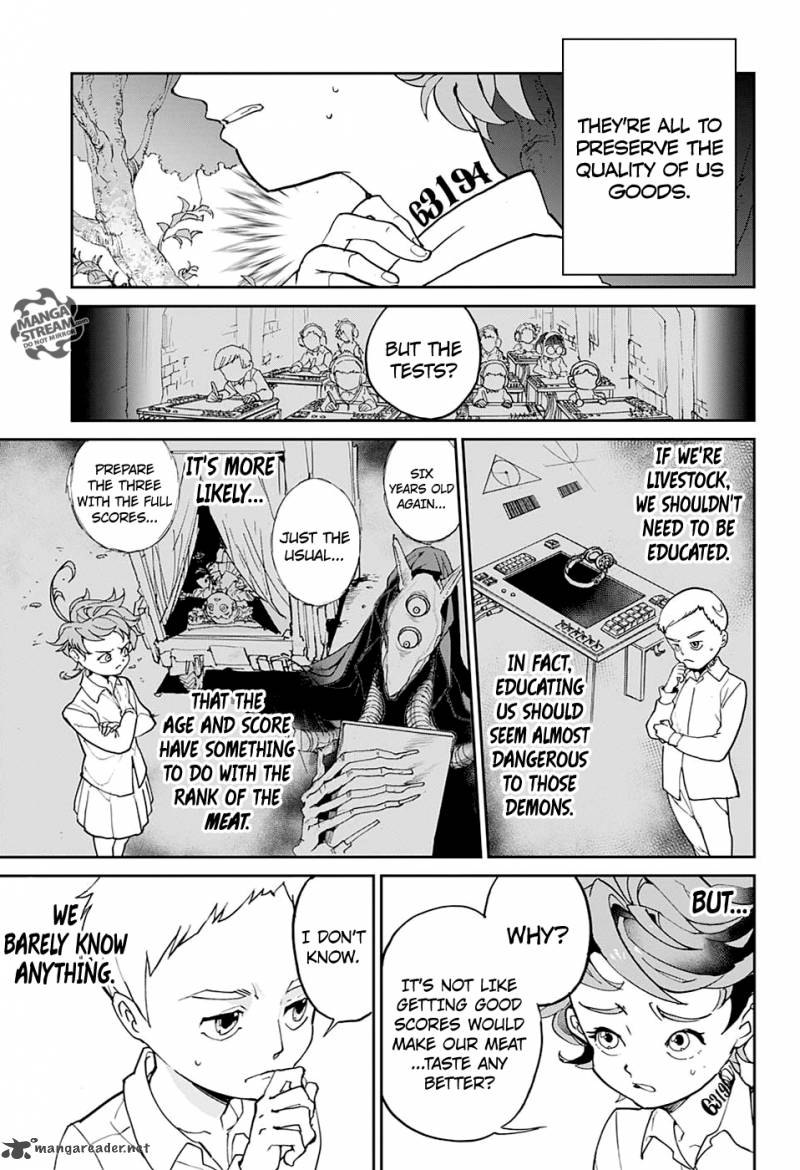 THEY'RE ALL TO
PRESERVE THE
QUALITY OF US
GOODS.
63194
MANGA
STREAM.com
DO NOT MIRROR
BUT THE
TESTS?
IF WE'RE
LIVESTOCK,
WE SHOULDN'T
NEED TO BE
EDUCATED.
IN FACT,
EDUCATING
US SHOULD
SEEM ALMOST
DANGEROUS
TO THOSE
DEMONS.
SIX
YEARS OLD
AGAIN...
JUST THE
USUAL...
IT'S MORE
LIKELY...
PREPARE
THE THREE
WITH THE FULL
SCORES...
THAT THE
AGE AND SCORE
HAVE SOMETHING
TO DO WITH THE
RANK OF THE
MEAT.
BUT...
WHY?
IT'S NOT LIKE
GETTING GOOD
SCORES WOULD
MAKE OUR MEAT
...TASTE ANY
BETTER?
63194
I DON'T
KNOW.
WE
BARELY KNOW
ANYTHING.
mangareader.net